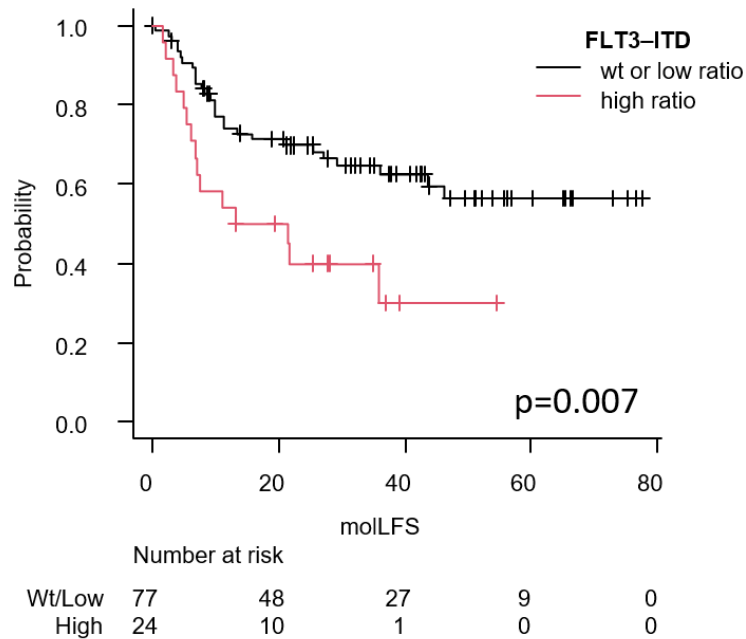 FLT3–ITD
wt or low ratio
high ratio
1.0
0.8
0.6
0.4
0.2
0.0
Probability
p=0.007
0 20 40 60 80
molLFS
Number at risk
Wt/Low 77 48 27 9 0
High 24 10 1 0 0